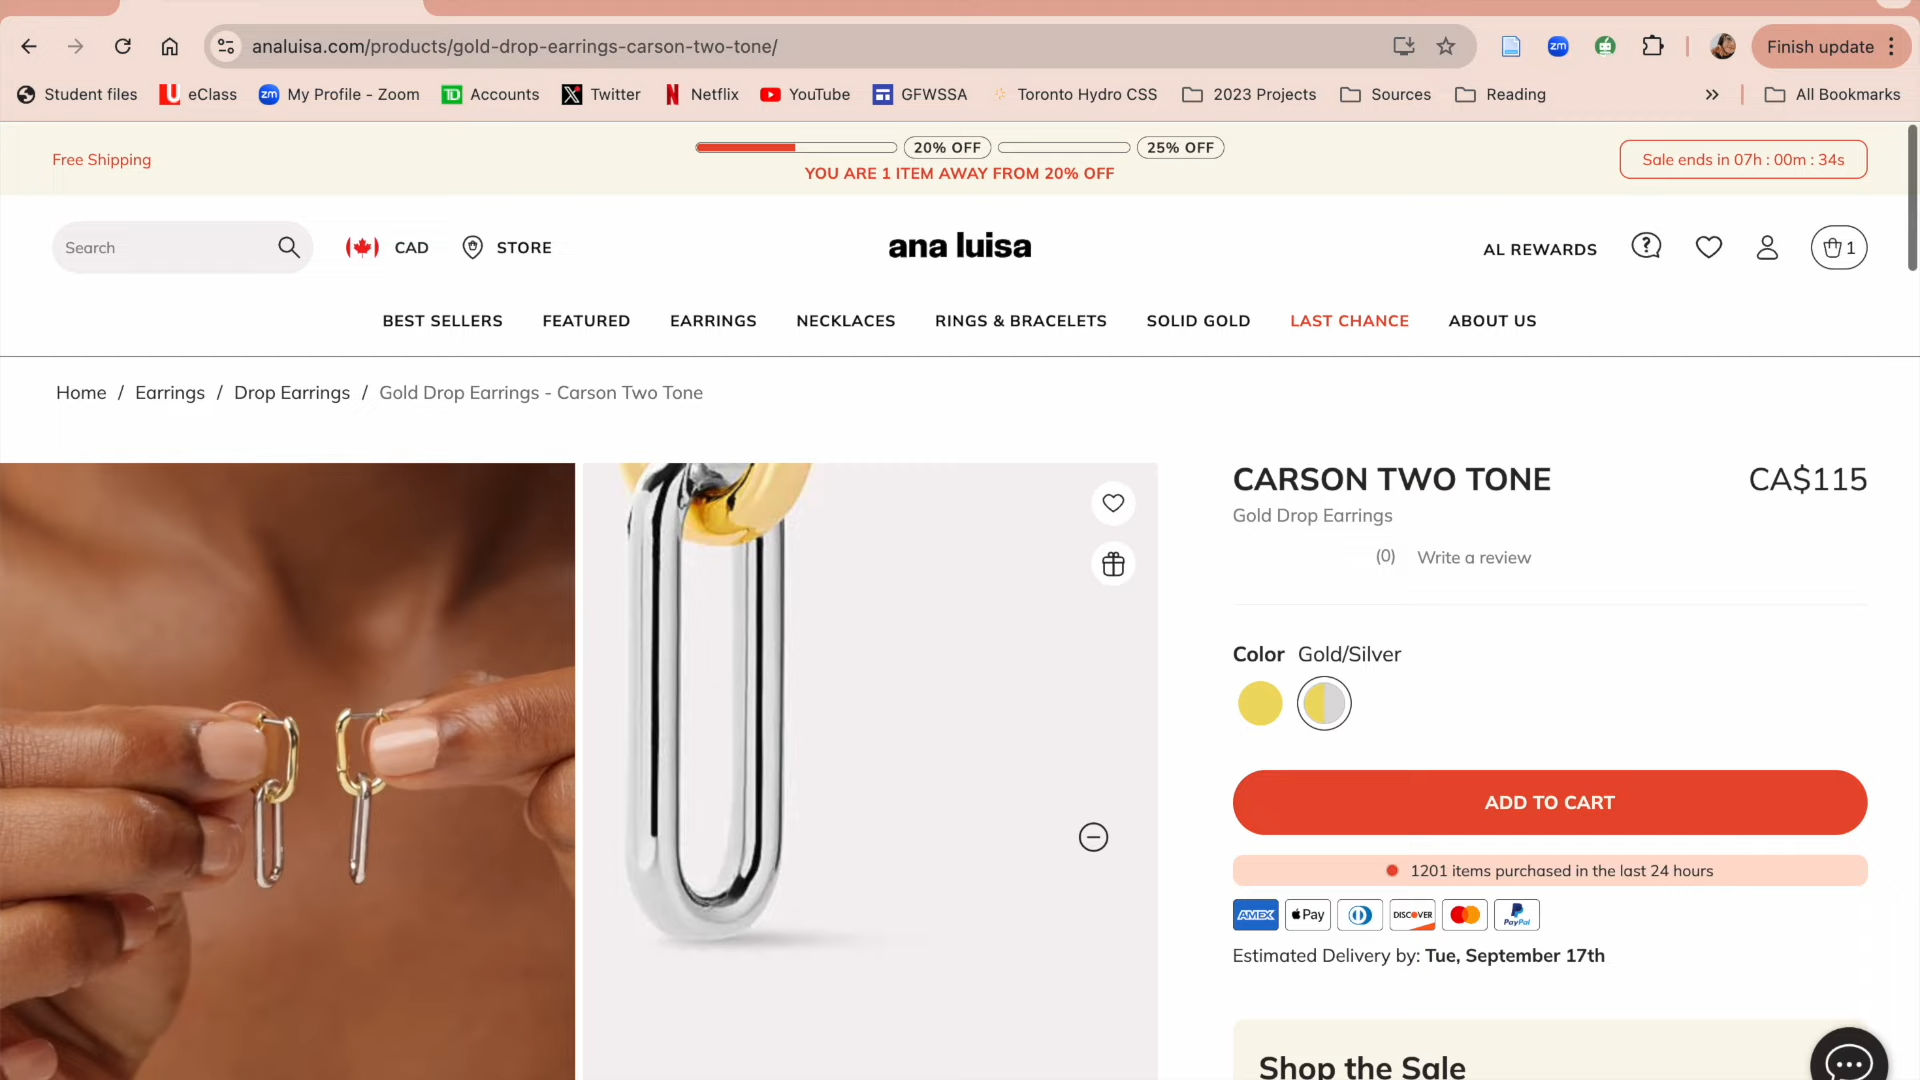 analuisa.com/products/gold-drop-earrings-carson-two-tone/
zm
Finish update
Student files
U eClass
zm My Profile - Zoom
TD Accounts
X Twitter
N Netflix
YouTube
GFWSSA
Toronto Hydro CSS
2023 Projects
Sources
Reading
All Bookmarks
Free Shipping
20% OFF
25% OFF
YOU ARE 1 ITEM AWAY FROM 20% OFF
Sale ends in 07h : 00m : 34s
Search
CAD
STORE
ana luisa
AL REWARDS
1
BEST SELLERS
FEATURED
EARRINGS
NECKLACES
RINGS & BRACELETS
SOLID GOLD
LAST CHANCE
ABOUT US
Home / Earrings / Drop Earrings / Gold Drop Earrings - Carson Two Tone
CARSON TWO TONE
CA$115
Gold Drop Earrings
(0) Write a review
Color Gold/Silver
ADD TO CART
1201 items purchased in the last 24 hours
AMEX
Pay
DISCOVER
PayPal
Estimated Delivery by: Tue, September 17th
Shop the Sale